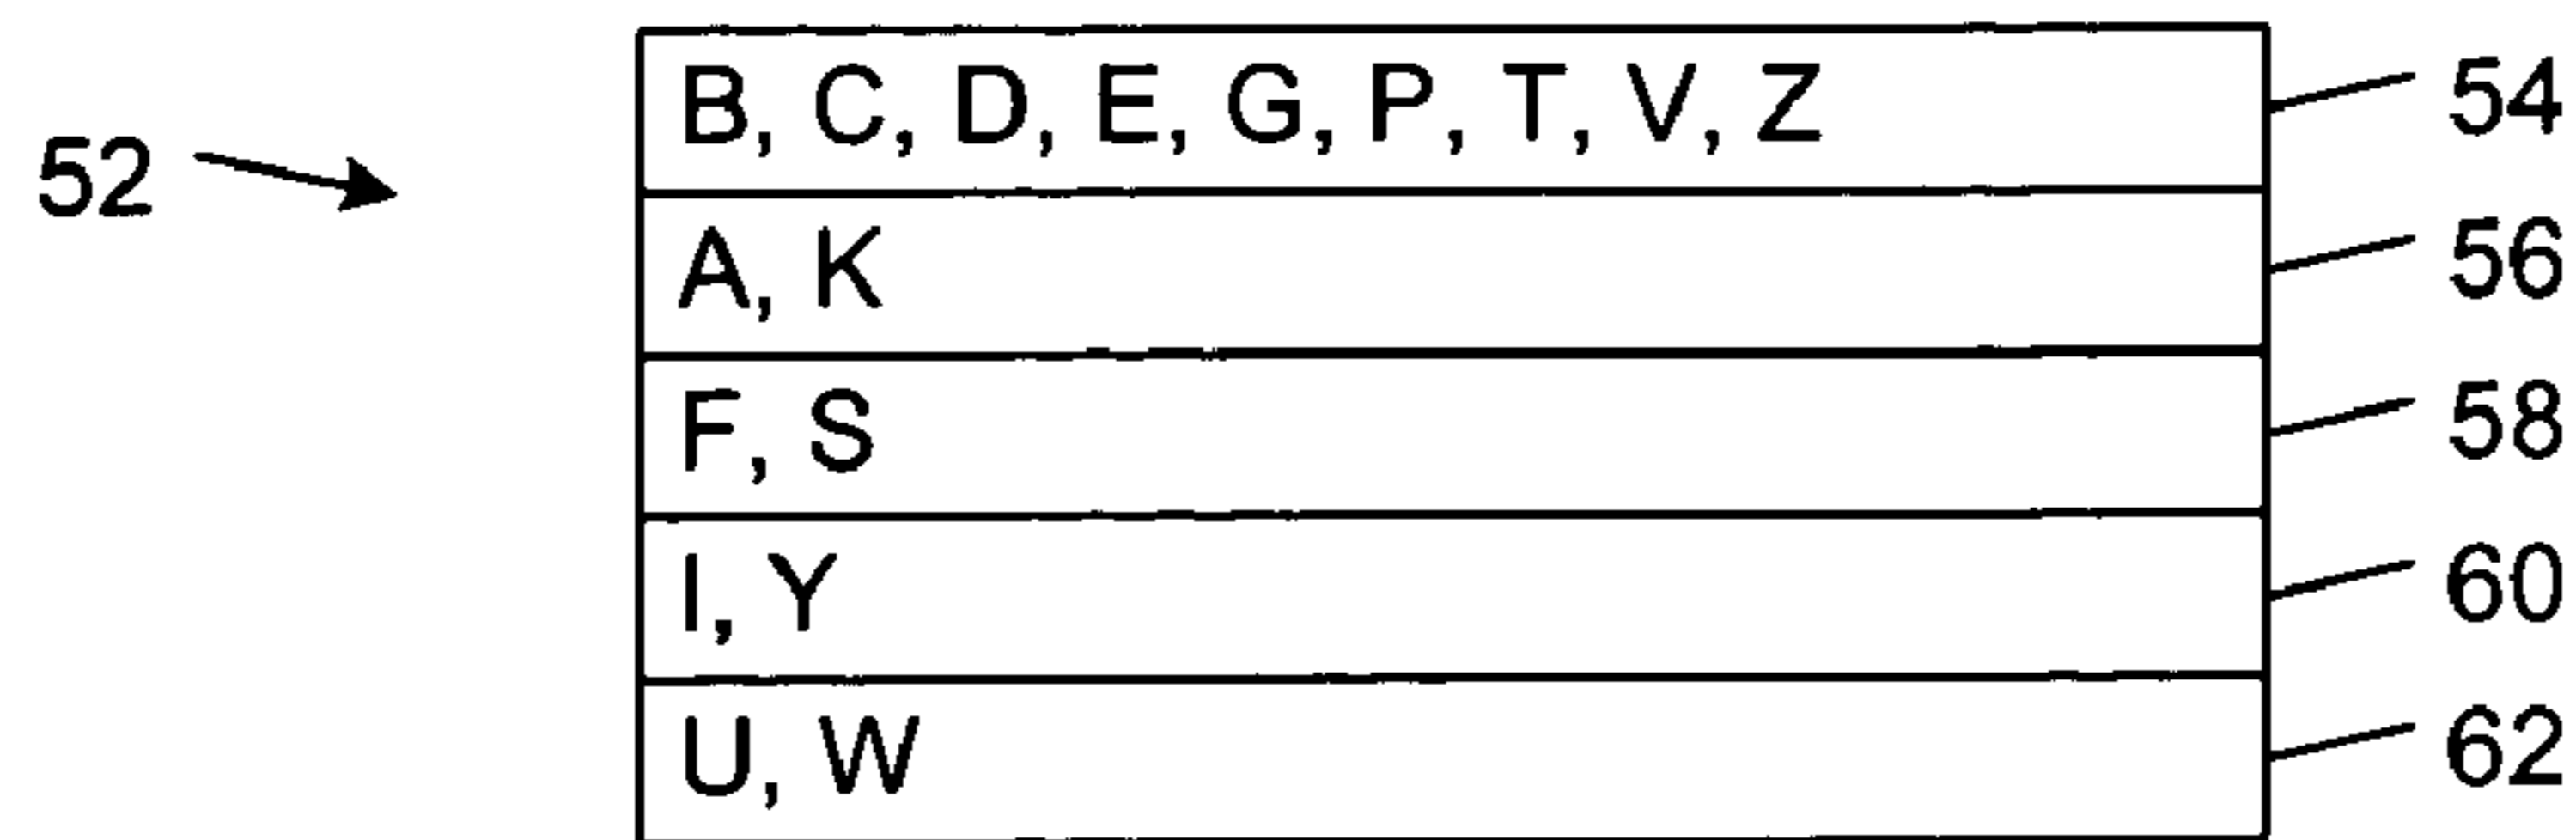 B, C, D, E, G, P, T, V, Z 54
52
A, K 56
F, S 58
I, Y 60
U, W 62